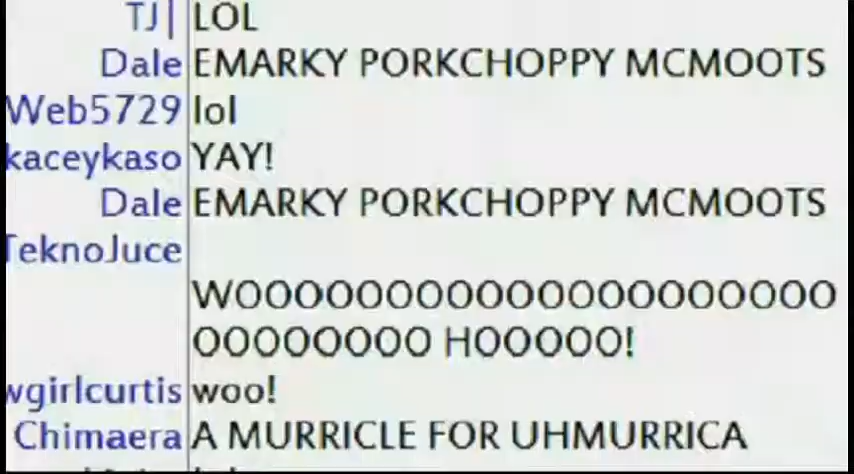 TJ| LOL
Dale EMARKY PORKCHOPPY MCMOOTS
Web5729 lol
kaceykaso YAY!
Dale EMARKY PORKCHOPPY MCMOOTS
TeknoJuce
WOOOOOOOOOOOOOOOOOOOOO
OOOOOOOO HOOOOO!
wgirlcurtis woo!
Chimaera A MURRICLE FOR UHMURRICA